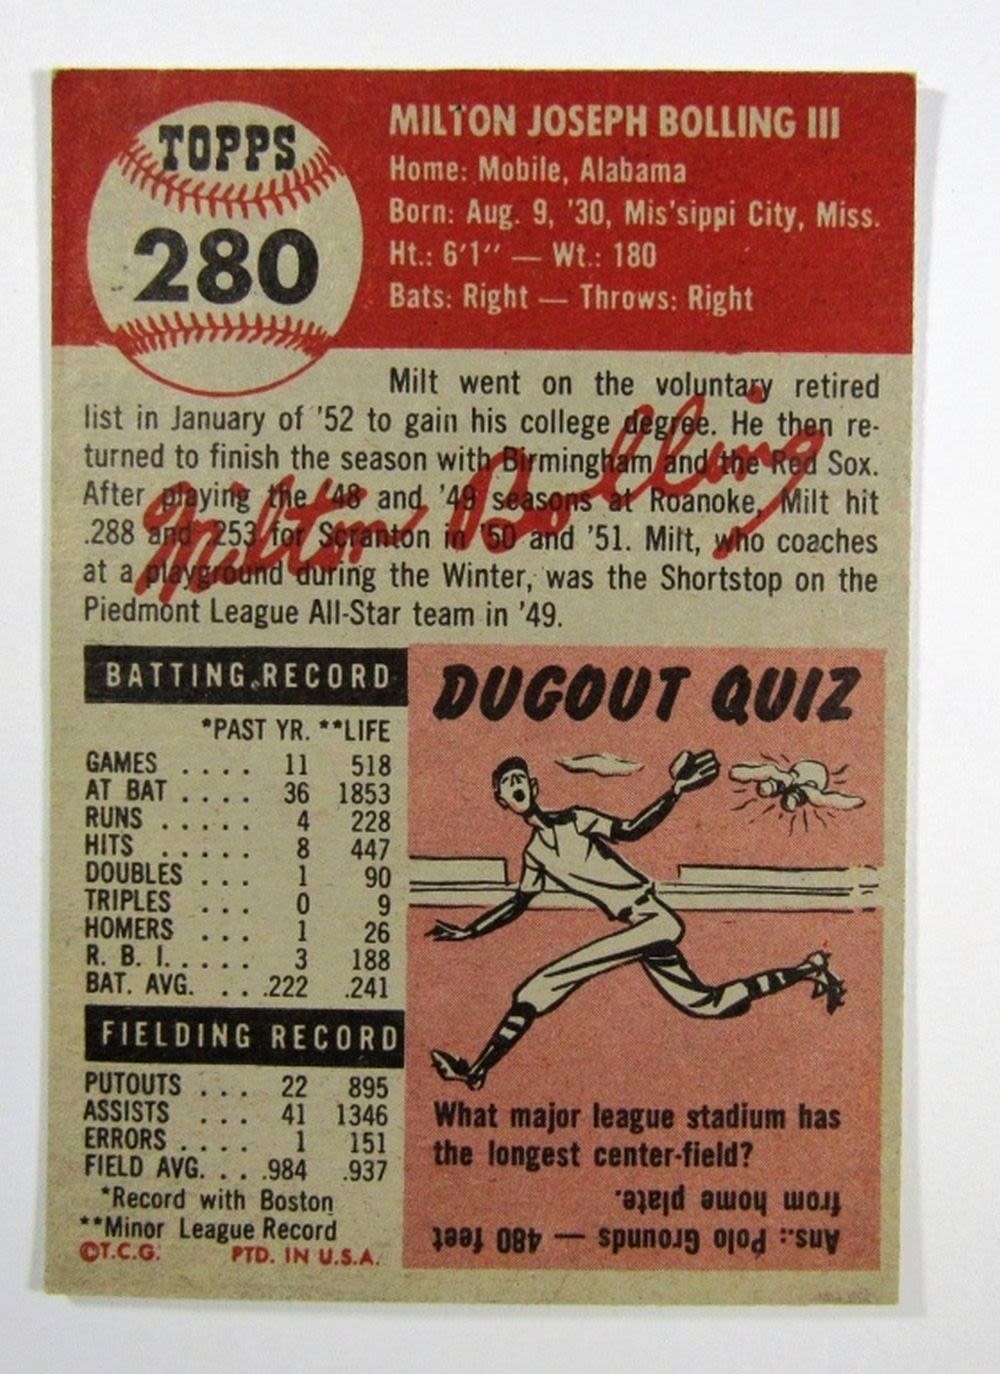 TOPPS
280
MILTON JOSEPH BOLLING III
Home: Mobile, Alabama
Born: Aug. 9, '30, Mis'sippi City, Miss.
Ht.: 6'1" — Wt.: 180
Bats: Right — Throws: Right
Milt went on the voluntary retired
list in January of '52 to gain his college degree. He then re-
turned to finish the season with Birmingham and the Red Sox.
After playing the '48 and '49 seasons at Roanoke, Milt hit
.288 and .253 for Scranton in '50 and '51. Milt, who coaches
at a playground during the Winter, was the Shortstop on the
Piedmont League All-Star team in '49.
Milton Bolling
BATTING RECORD
*PAST YR. **LIFE
GAMES .... 11 518
AT BAT .... 36 1853
RUNS ..... 4 228
HITS ..... 8 447
DOUBLES ... 1 90
TRIPLES ... 0 9
HOMERS ... 1 26
R. B. I. .... 3 188
BAT. AVG. ... .222 .241
FIELDING RECORD
PUTOUTS ... 22 895
ASSISTS ... 41 1346
ERRORS .... 1 151
FIELD AVG. ... .984 .937
*Record with Boston
**Minor League Record
©T.C.G. PTD. IN U.S.A.
DUGOUT QUIZ
What major league stadium has
the longest center-field?
Ans.: Polo Grounds — 480 feet
from home plate.